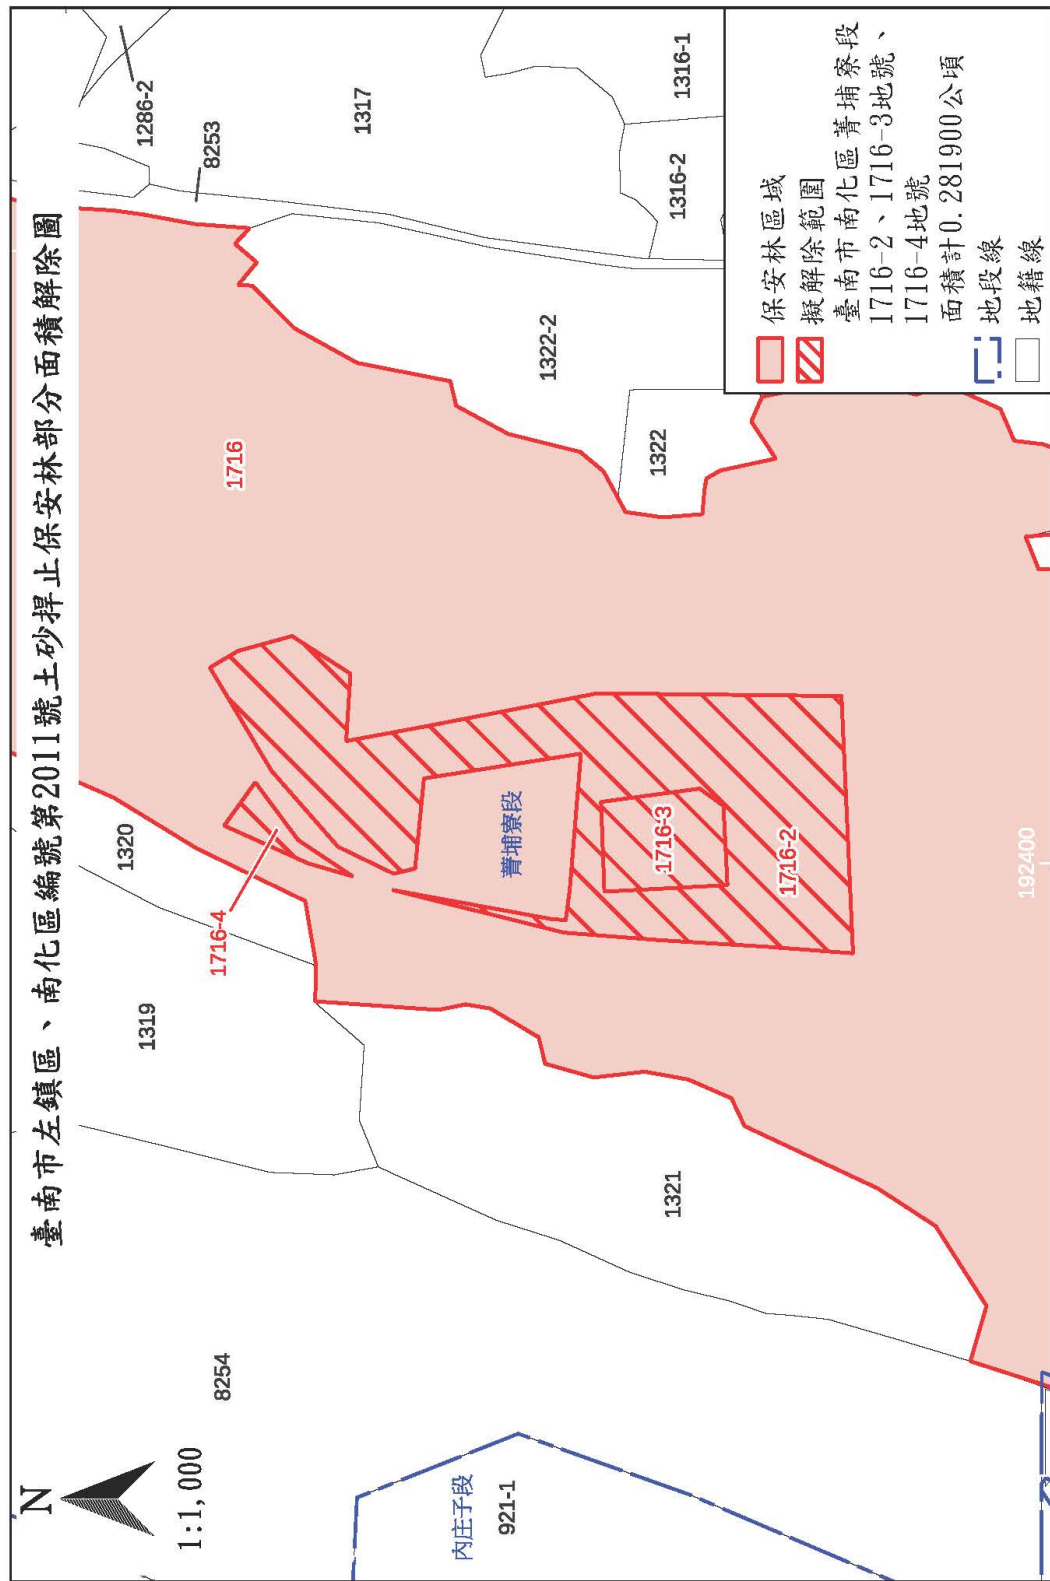 臺南市左鎮區、南化區編號第2011號土砂捍止保安林部分面積解除圖
N
1:1,000
8254
1319
1320
1716-4
1716
8253
1286-2
1317
1316-1
1316-2
1322-2
1322
菁埔寮段
1716-3
1716-2
1321
內庄子段
921-1
192400
保安林區域
擬解除範圍
臺南市南化區菁埔寮段
1716-2、1716-3地號、
1716-4地號
面積計0.281900公頃
地段線
地籍線